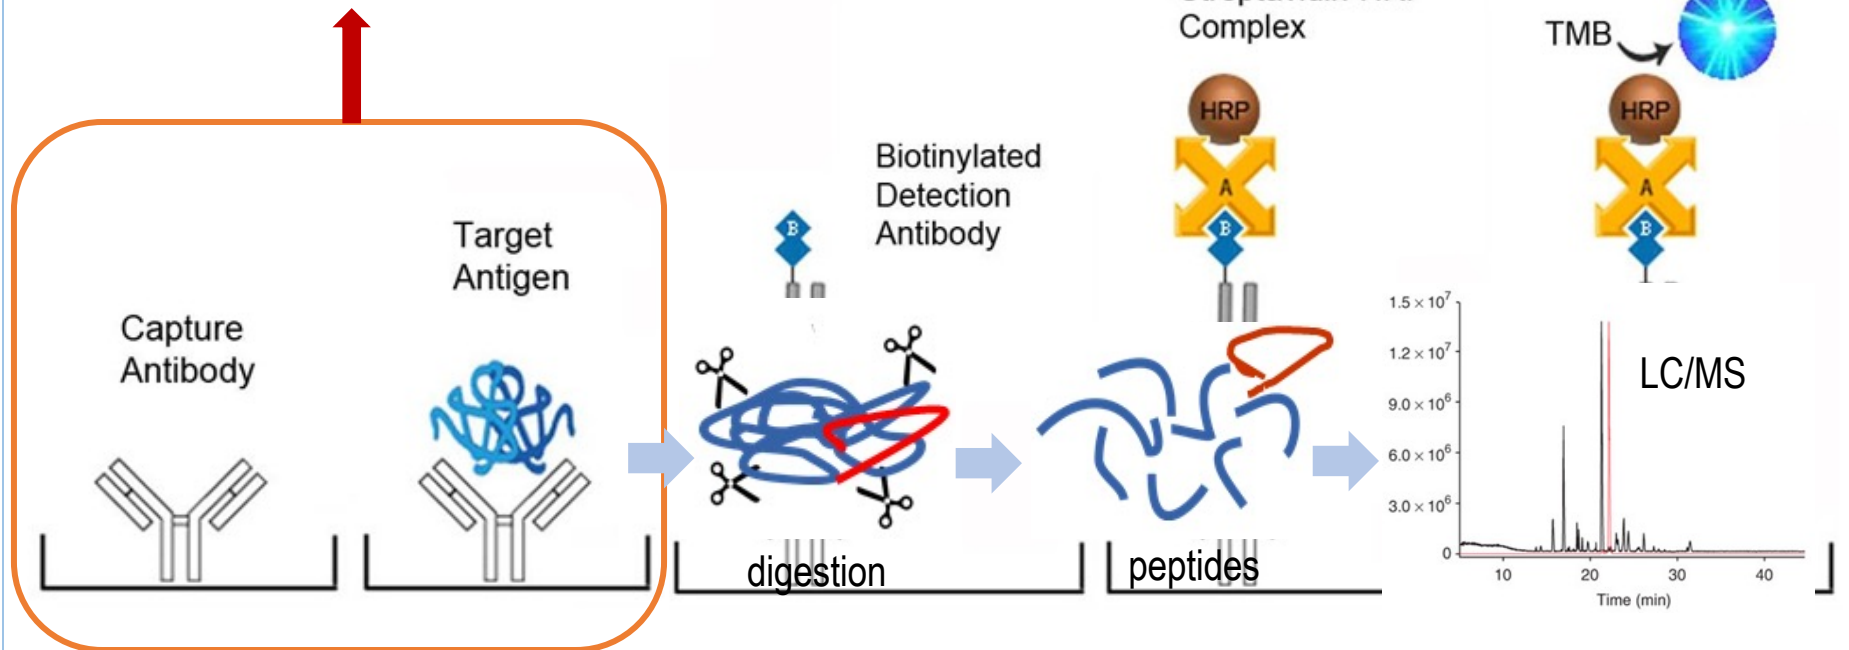 Complex
TMB
HRP
HRP
Biotinylated
Detection
Antibody
A
A
B
B
B
Target
Antigen
Capture
Antibody
LC/MS
1.5 × 10⁷
1.2 × 10⁷
9.0 × 10⁶
6.0 × 10⁶
3.0 × 10⁶
0
10
20
30
40
Time (min)
digestion
peptides